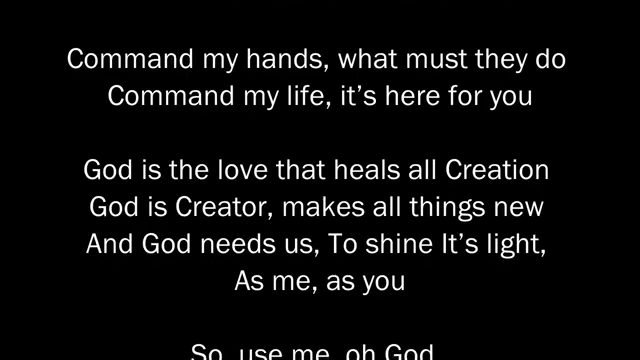 Command my hands, what must they do
Command my life, it's here for you
God is the love that heals all Creation
God is Creator, makes all things new
And God needs us, To shine It's light,
As me, as you
So, use me, oh God